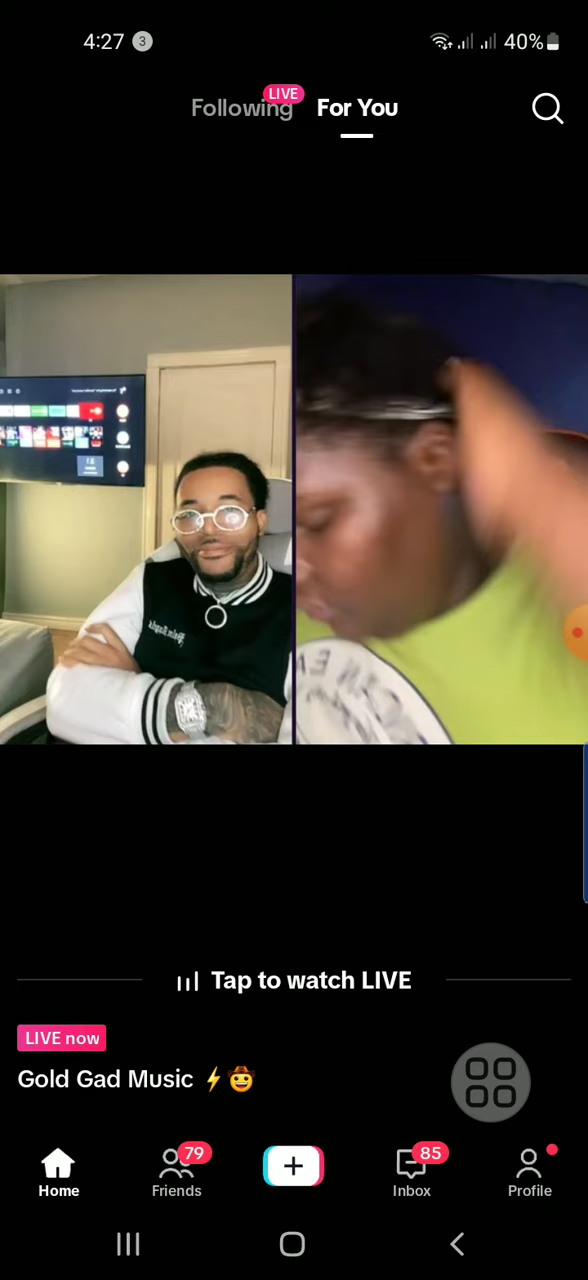 4:27 3 40%
LIVE
Following For You
Tap to watch LIVE
LIVE now
Gold Gad Music ⚡🤠
79 85
Home Friends Inbox Profile